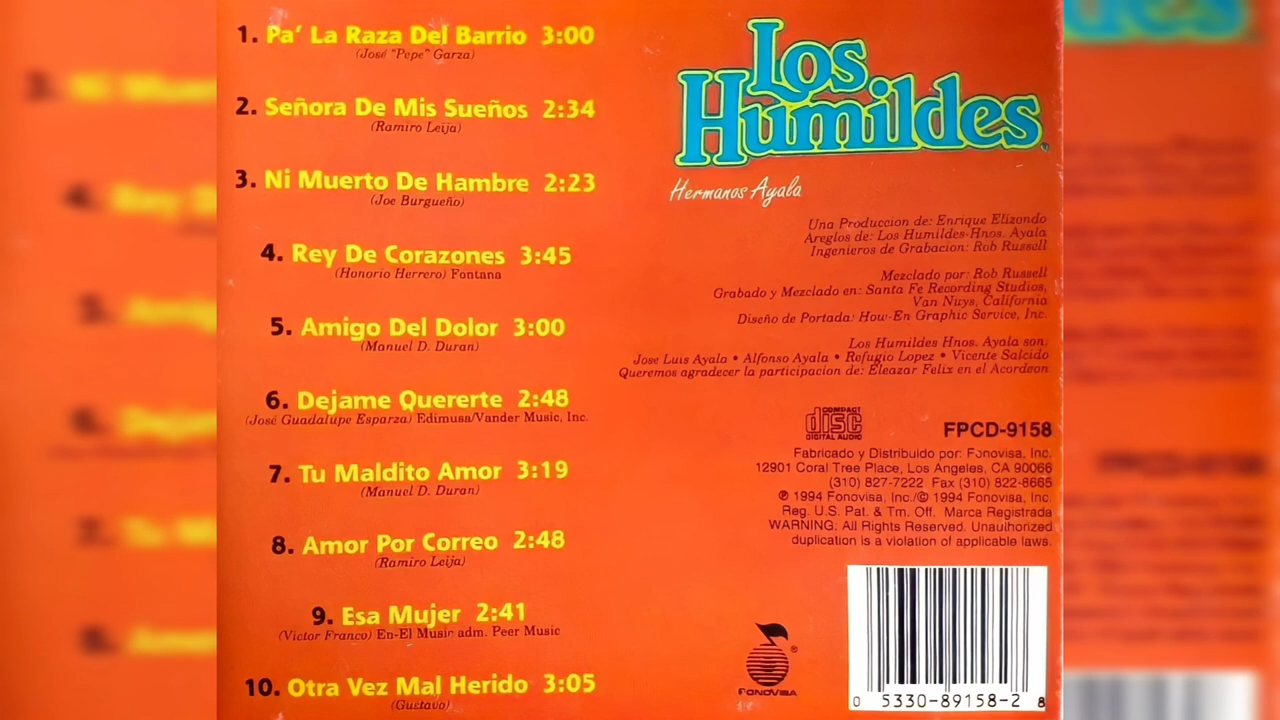 1. Pa' La Raza Del Barrio 3:00
(José "Pepe" Garza)
2. Señora De Mis Sueños 2:34
(Ramiro Leija)
3. Ni Muerto De Hambre 2:23
(Joe Burgueño)
4. Rey De Corazones 3:45
(Honorio Herrero) Fontana
5. Amigo Del Dolor 3:00
(Manuel D. Duran)
6. Dejame Quererte 2:48
(José Guadalupe Esparza) Edimusa/Vander Music, Inc.
7. Tu Maldito Amor 3:19
(Manuel D. Duran)
8. Amor Por Correo 2:48
(Ramiro Leija)
9. Esa Mujer 2:41
(Victor Franco) En-El Music adm. Peer Music
10. Otra Vez Mal Herido 3:05
(Gustavo)
Los
Humildes
Hermanos Ayala
Una Produccion de: Enrique Elizondo
Areglos de: Los Humildes-Hnos. Ayala
Ingenieros de Grabacion: Rob Russell
Mezclado por: Rob Russell
Grabado y Mezclado en: Santa Fe Recording Studios,
Van Nuys, California
Diseño de Portada: How-En Graphic Service, Inc.
Los Humildes Hnos. Ayala son,
Jose Luis Ayala • Alfonso Ayala • Refugio Lopez • Vicente Salcido
Queremos agradecer la participacion de: Eleazar Felix en el Acordeon
COMPACT
disc
DIGITAL AUDIO
FPCD-9158
Fabricado y Distribuido por: Fonovisa, Inc.
12901 Coral Tree Place, Los Angeles, CA 90066
(310) 827-7222 Fax (310) 822-8665
℗ 1994 Fonovisa, Inc./© 1994 Fonovisa, Inc.
Reg. U.S. Pat. & Tm. Off. Marca Registrada
WARNING: All Rights Reserved. Unauthorized
duplication is a violation of applicable laws.
FONOVISA ®
0 5330-89158-2 8